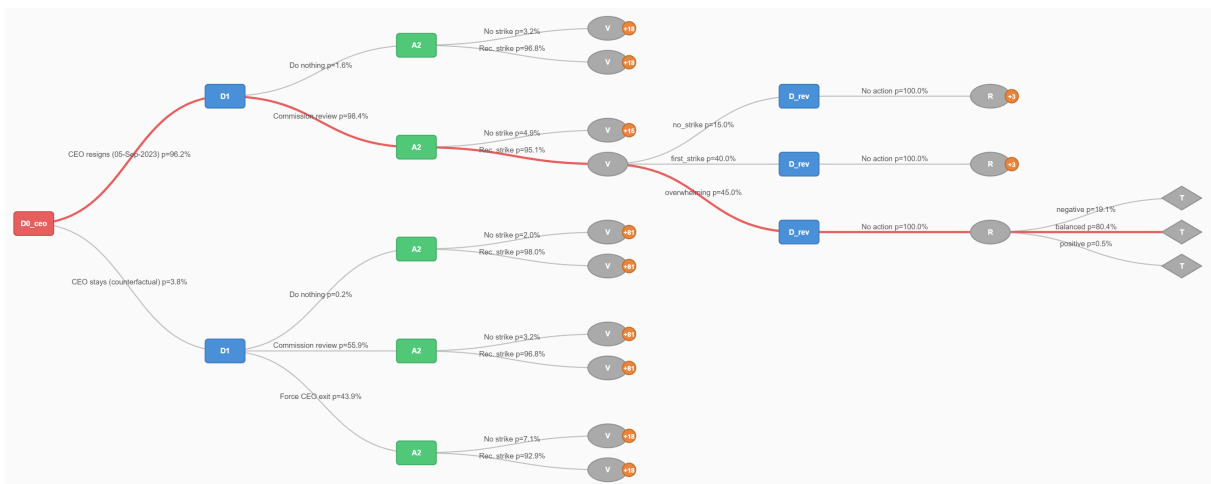 No strike p=3.2%
V
+18
A2
Rec. strike p=96.8%
V
+18
Do nothing p=1.6%
D1
D_rev
No action p=100.0%
R
+3
Commission review p=98.4%
no_strike p=15.0%
No strike p=4.9%
V
+18
A2
Rec. strike p=95.1%
V
first_strike p=40.0%
D_rev
No action p=100.0%
R
+3
CEO resigns (05-Sep-2023) p=96.2%
overwhelming p=45.0%
T
negative p=19.1%
D0_ceo
D_rev
No action p=100.0%
R
balanced p=80.4%
T
positive p=0.5%
T
No strike p=2.0%
V
+81
A2
Rec. strike p=98.0%
V
+81
CEO stays (counterfactual) p=3.8%
Do nothing p=0.2%
No strike p=3.2%
V
+81
D1
Commission review p=55.9%
A2
Rec. strike p=96.8%
V
+81
Force CEO exit p=43.9%
No strike p=7.1%
V
+18
A2
Rec. strike p=92.9%
V
+18